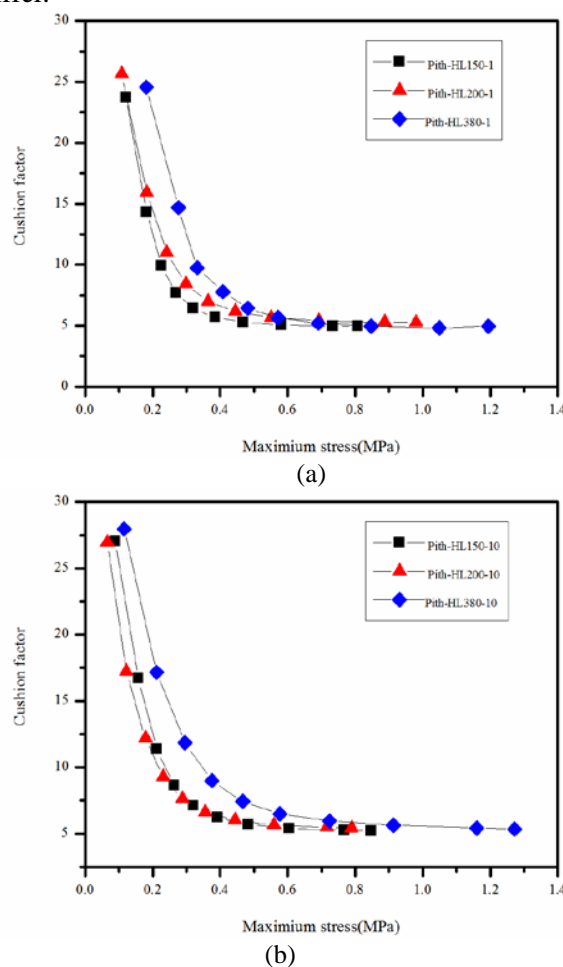 30
25
20
15
10
5
0
Cushion factor
Pith-HL150-1
Pith-HL200-1
Pith-HL380-1
0.0 0.2 0.4 0.6 0.8 1.0 1.2 1.4
Maximium stress(MPa)
(a)
30
25
20
15
10
5
Cushion factor
Pith-HL150-10
Pith-HL200-10
Pith-HL380-10
0.0 0.2 0.4 0.6 0.8 1.0 1.2 1.4
Maximium stress(MPa)
(b)